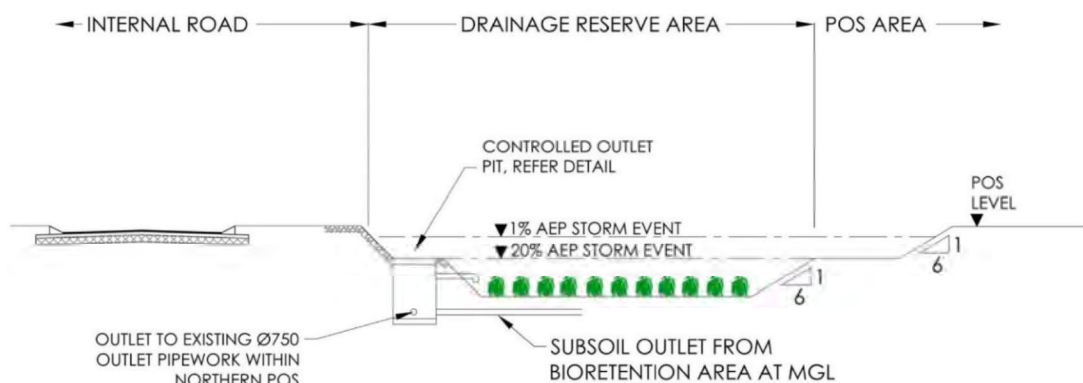 INTERNAL ROAD
DRAINAGE RESERVE AREA
POS AREA
CONTROLLED OUTLET
PIT, REFER DETAIL
POS
LEVEL
1% AEP STORM EVENT
20% AEP STORM EVENT
1
6
1
6
OUTLET TO EXISTING Ø750
OUTLET PIPEWORK WITHIN
NORTHERN POS
SUBSOIL OUTLET FROM
BIORETENTION AREA AT MGL